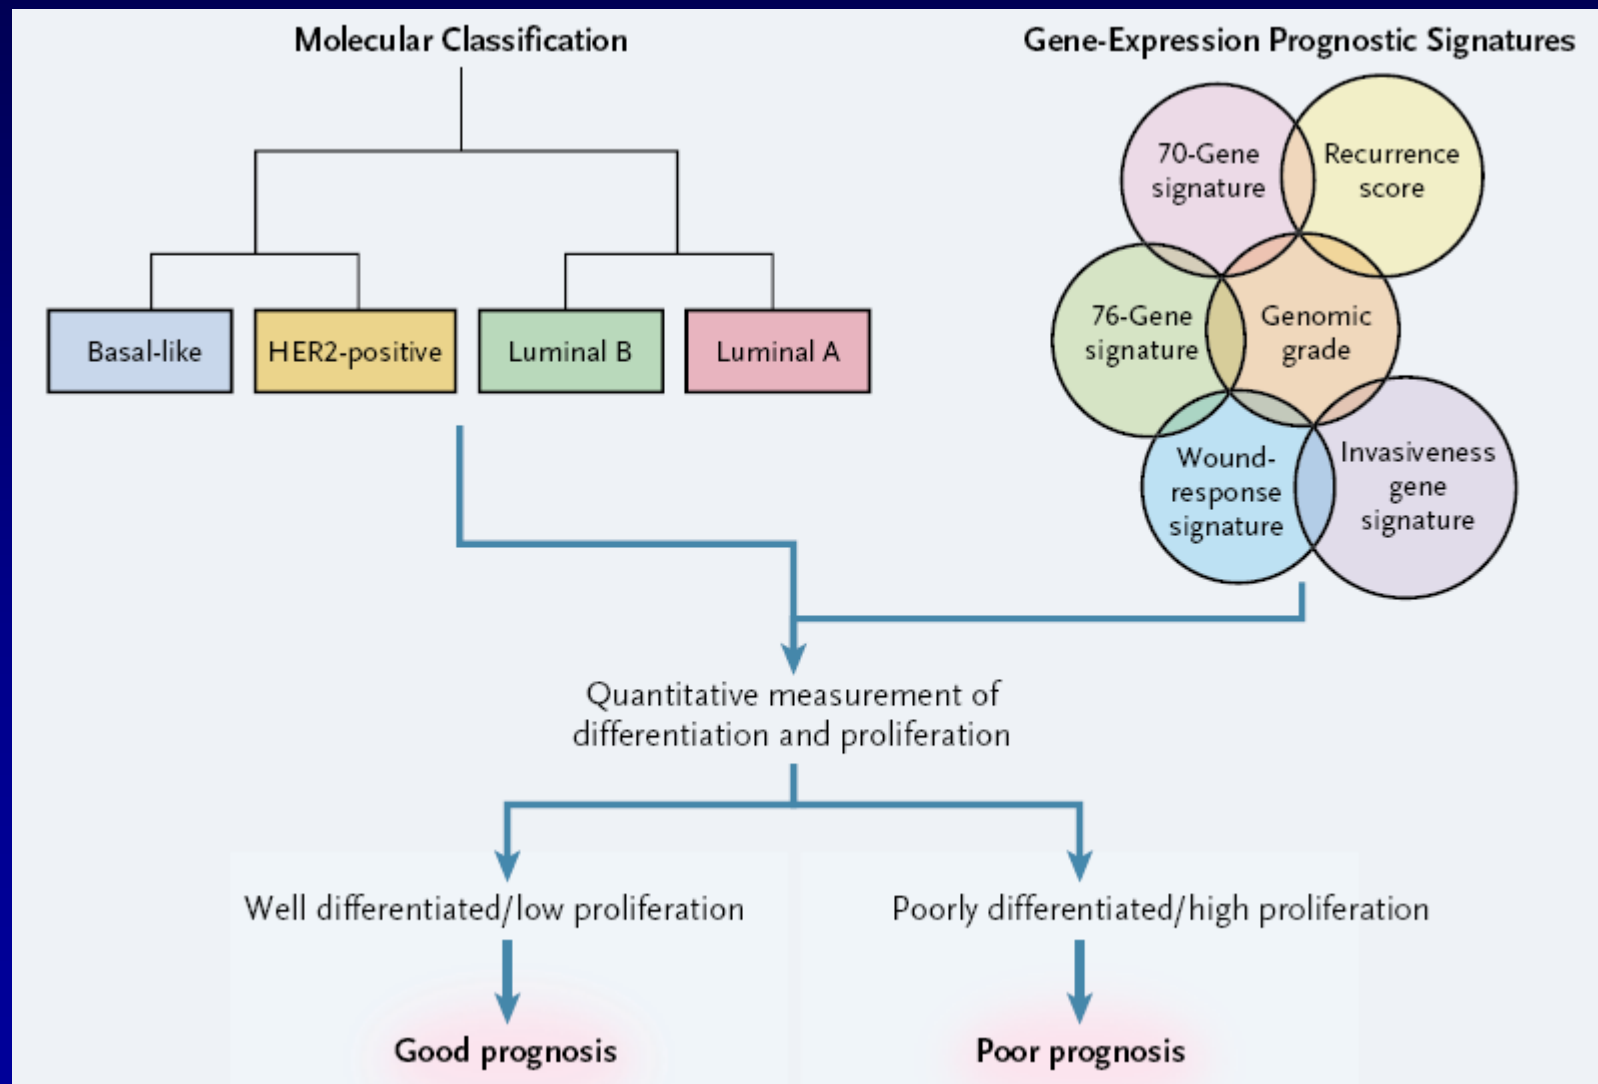 Molecular Classification
Basal-like
HER2-positive
Luminal B
Luminal A
Gene-Expression Prognostic Signatures
70-Gene
signature
Recurrence
score
76-Gene
signature
Genomic
grade
Wound-
response
signature
Invasiveness
gene
signature
Quantitative measurement of
differentiation and proliferation
Well differentiated/low proliferation
Poorly differentiated/high proliferation
Good prognosis
Poor prognosis